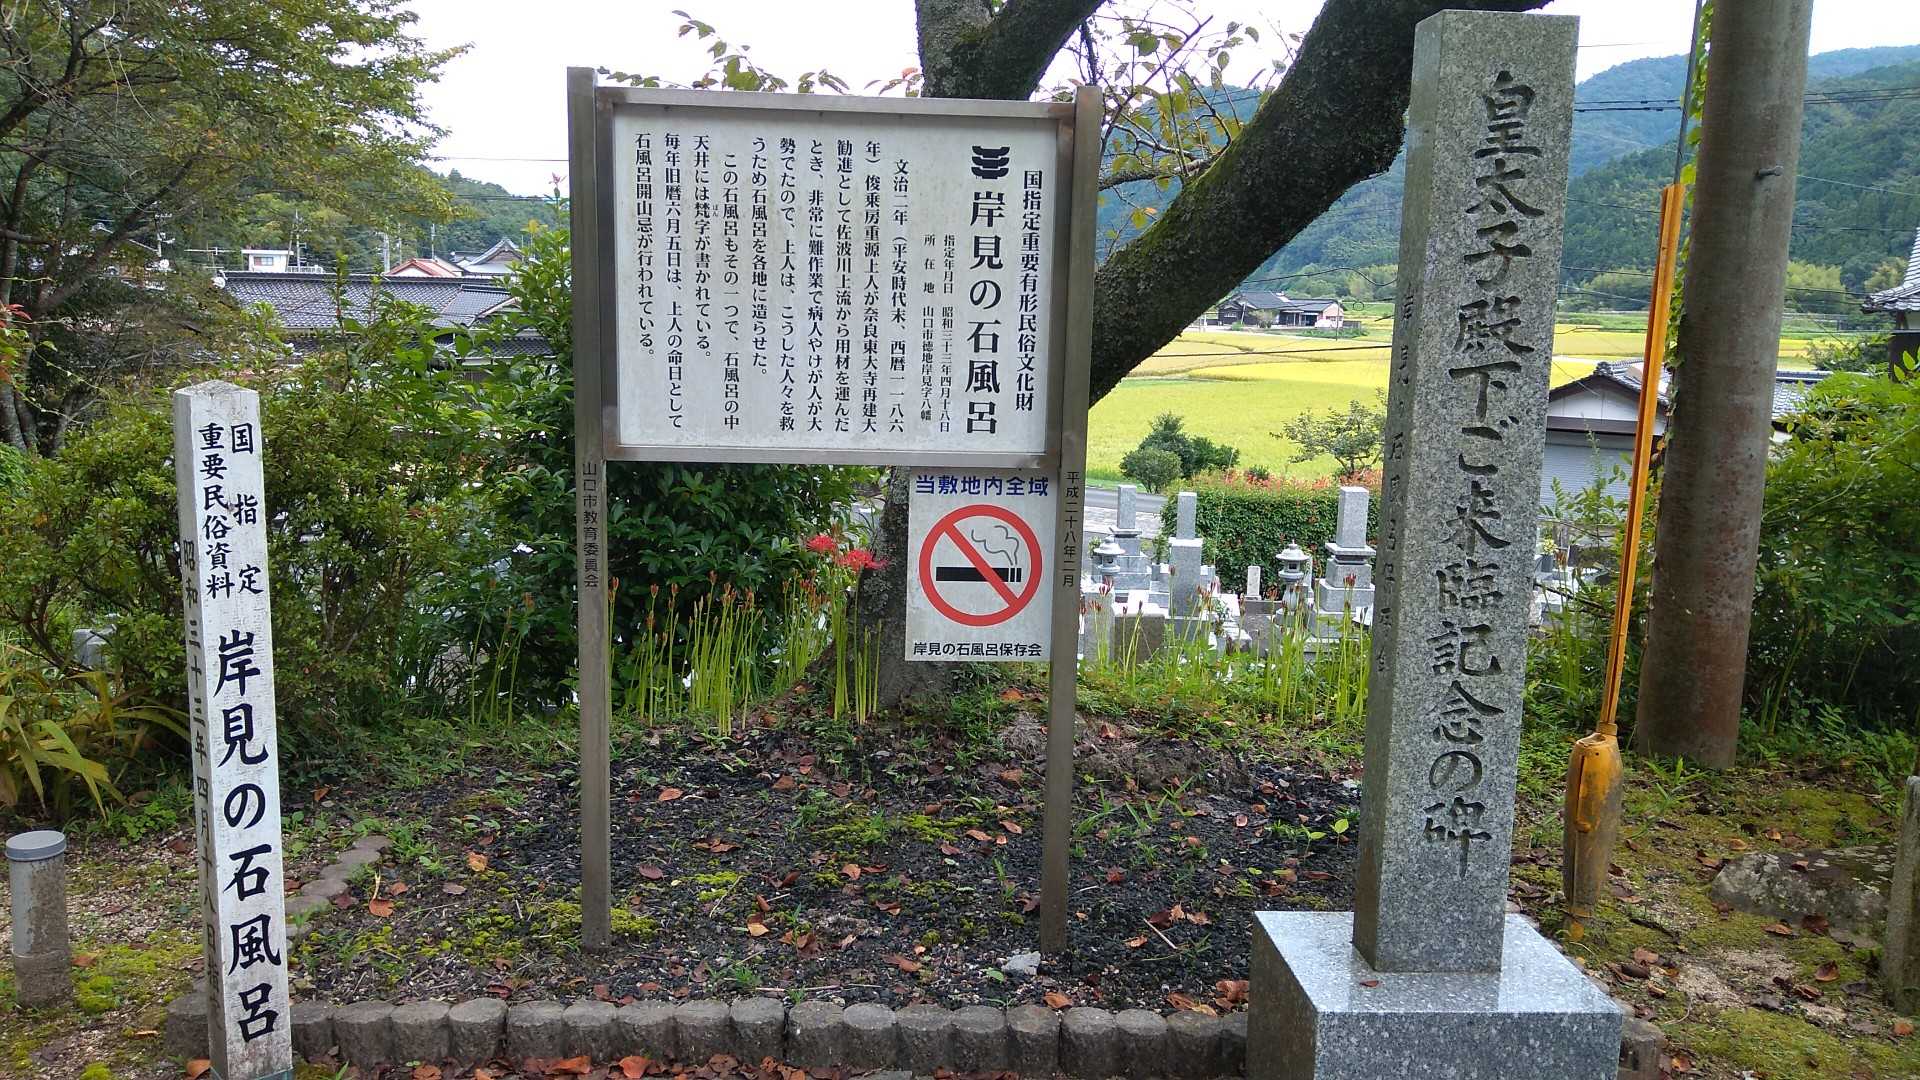 国指定重要有形民俗文化財
岸見の石風呂
指定年月日 昭和三十三年四月十八日
所在地 山口市徳地岸見字八幡
文治二年(平安時代末、西暦一一八六
年)俊乗房重源上人が奈良東大寺再建大
勧進として佐波川上流から用材を運んだ
とき、非常に難作業で病人やけが人が大
勢でたので、上人は、こうした人々を救
うため石風呂を各地に造らせた。
この石風呂もその一つで、石風呂の中
天井には梵字が書かれている。
ぼん
毎年旧暦六月五日は、上人の命日として
石風呂開山忌が行われている。
山口市教育委員会
平成二十八年二月
当敷地内全域
岸見の石風呂保存会
皇太子殿下ご来臨記念の碑
国指定
重要民俗資料
岸見の石風呂
昭和三十三年四月十八日